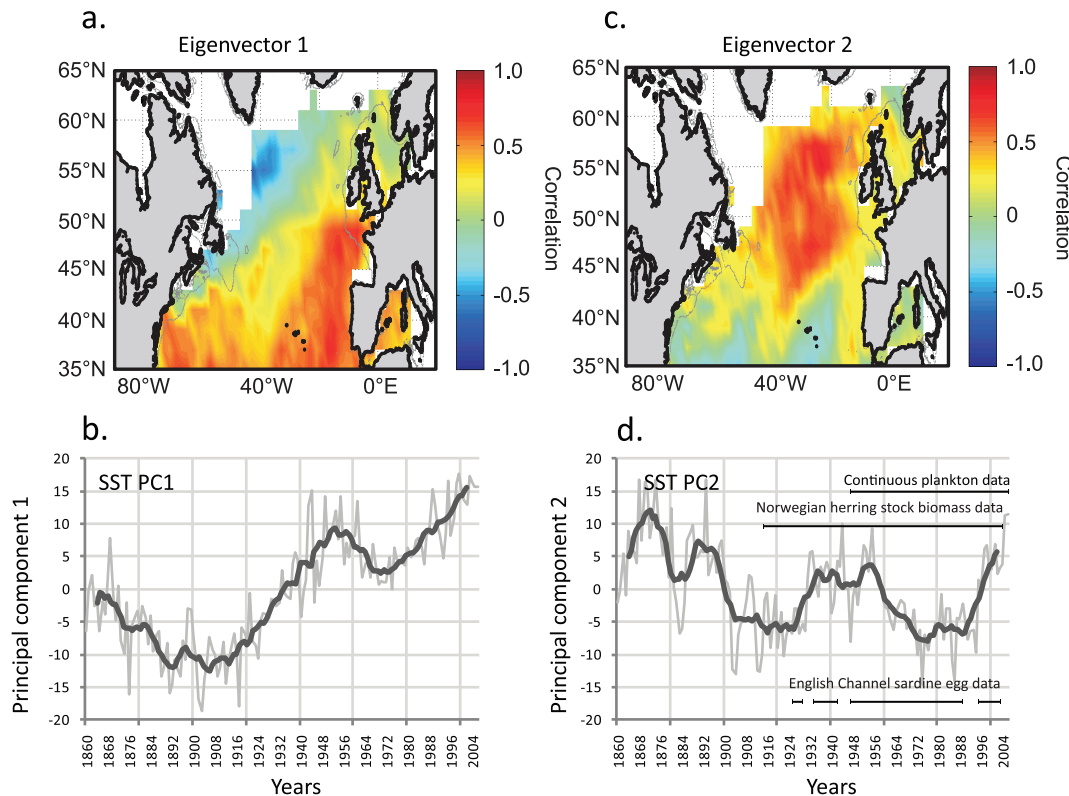 a.
Eigenvector 1
65°N
60°N
55°N
50°N
45°N
40°N
35°N
80°W
40°W
0°E
1.0
0.5
0
-0.5
-1.0
Correlation
c.
Eigenvector 2
65°N
60°N
55°N
50°N
45°N
40°N
35°N
80°W
40°W
0°E
1.0
0.5
0
-0.5
-1.0
Correlation
b.
SST PC1
Principal component 1
20
15
10
5
0
-5
-10
-15
-20
1860
1868
1876
1884
1892
1900
1908
1916
1924
1932
1940
1948
1956
1964
1972
1980
1988
1996
2004
Years
d.
SST PC2
Continuous plankton data
Norwegian herring stock biomass data
English Channel sardine egg data
Principal component 2
20
15
10
5
0
-5
-10
-15
-20
1860
1868
1876
1884
1892
1900
1908
1916
1924
1932
1940
1948
1956
1964
1972
1980
1988
1996
2004
Years